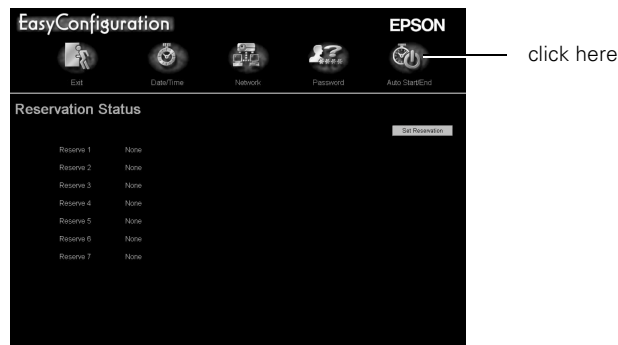 EasyConfiguration EPSON
Exit Date/Time Network Password Auto Start/End click here
Reservation Status
Set Reservation
Reserve 1 None
Reserve 2 None
Reserve 3 None
Reserve 4 None
Reserve 5 None
Reserve 6 None
Reserve 7 None